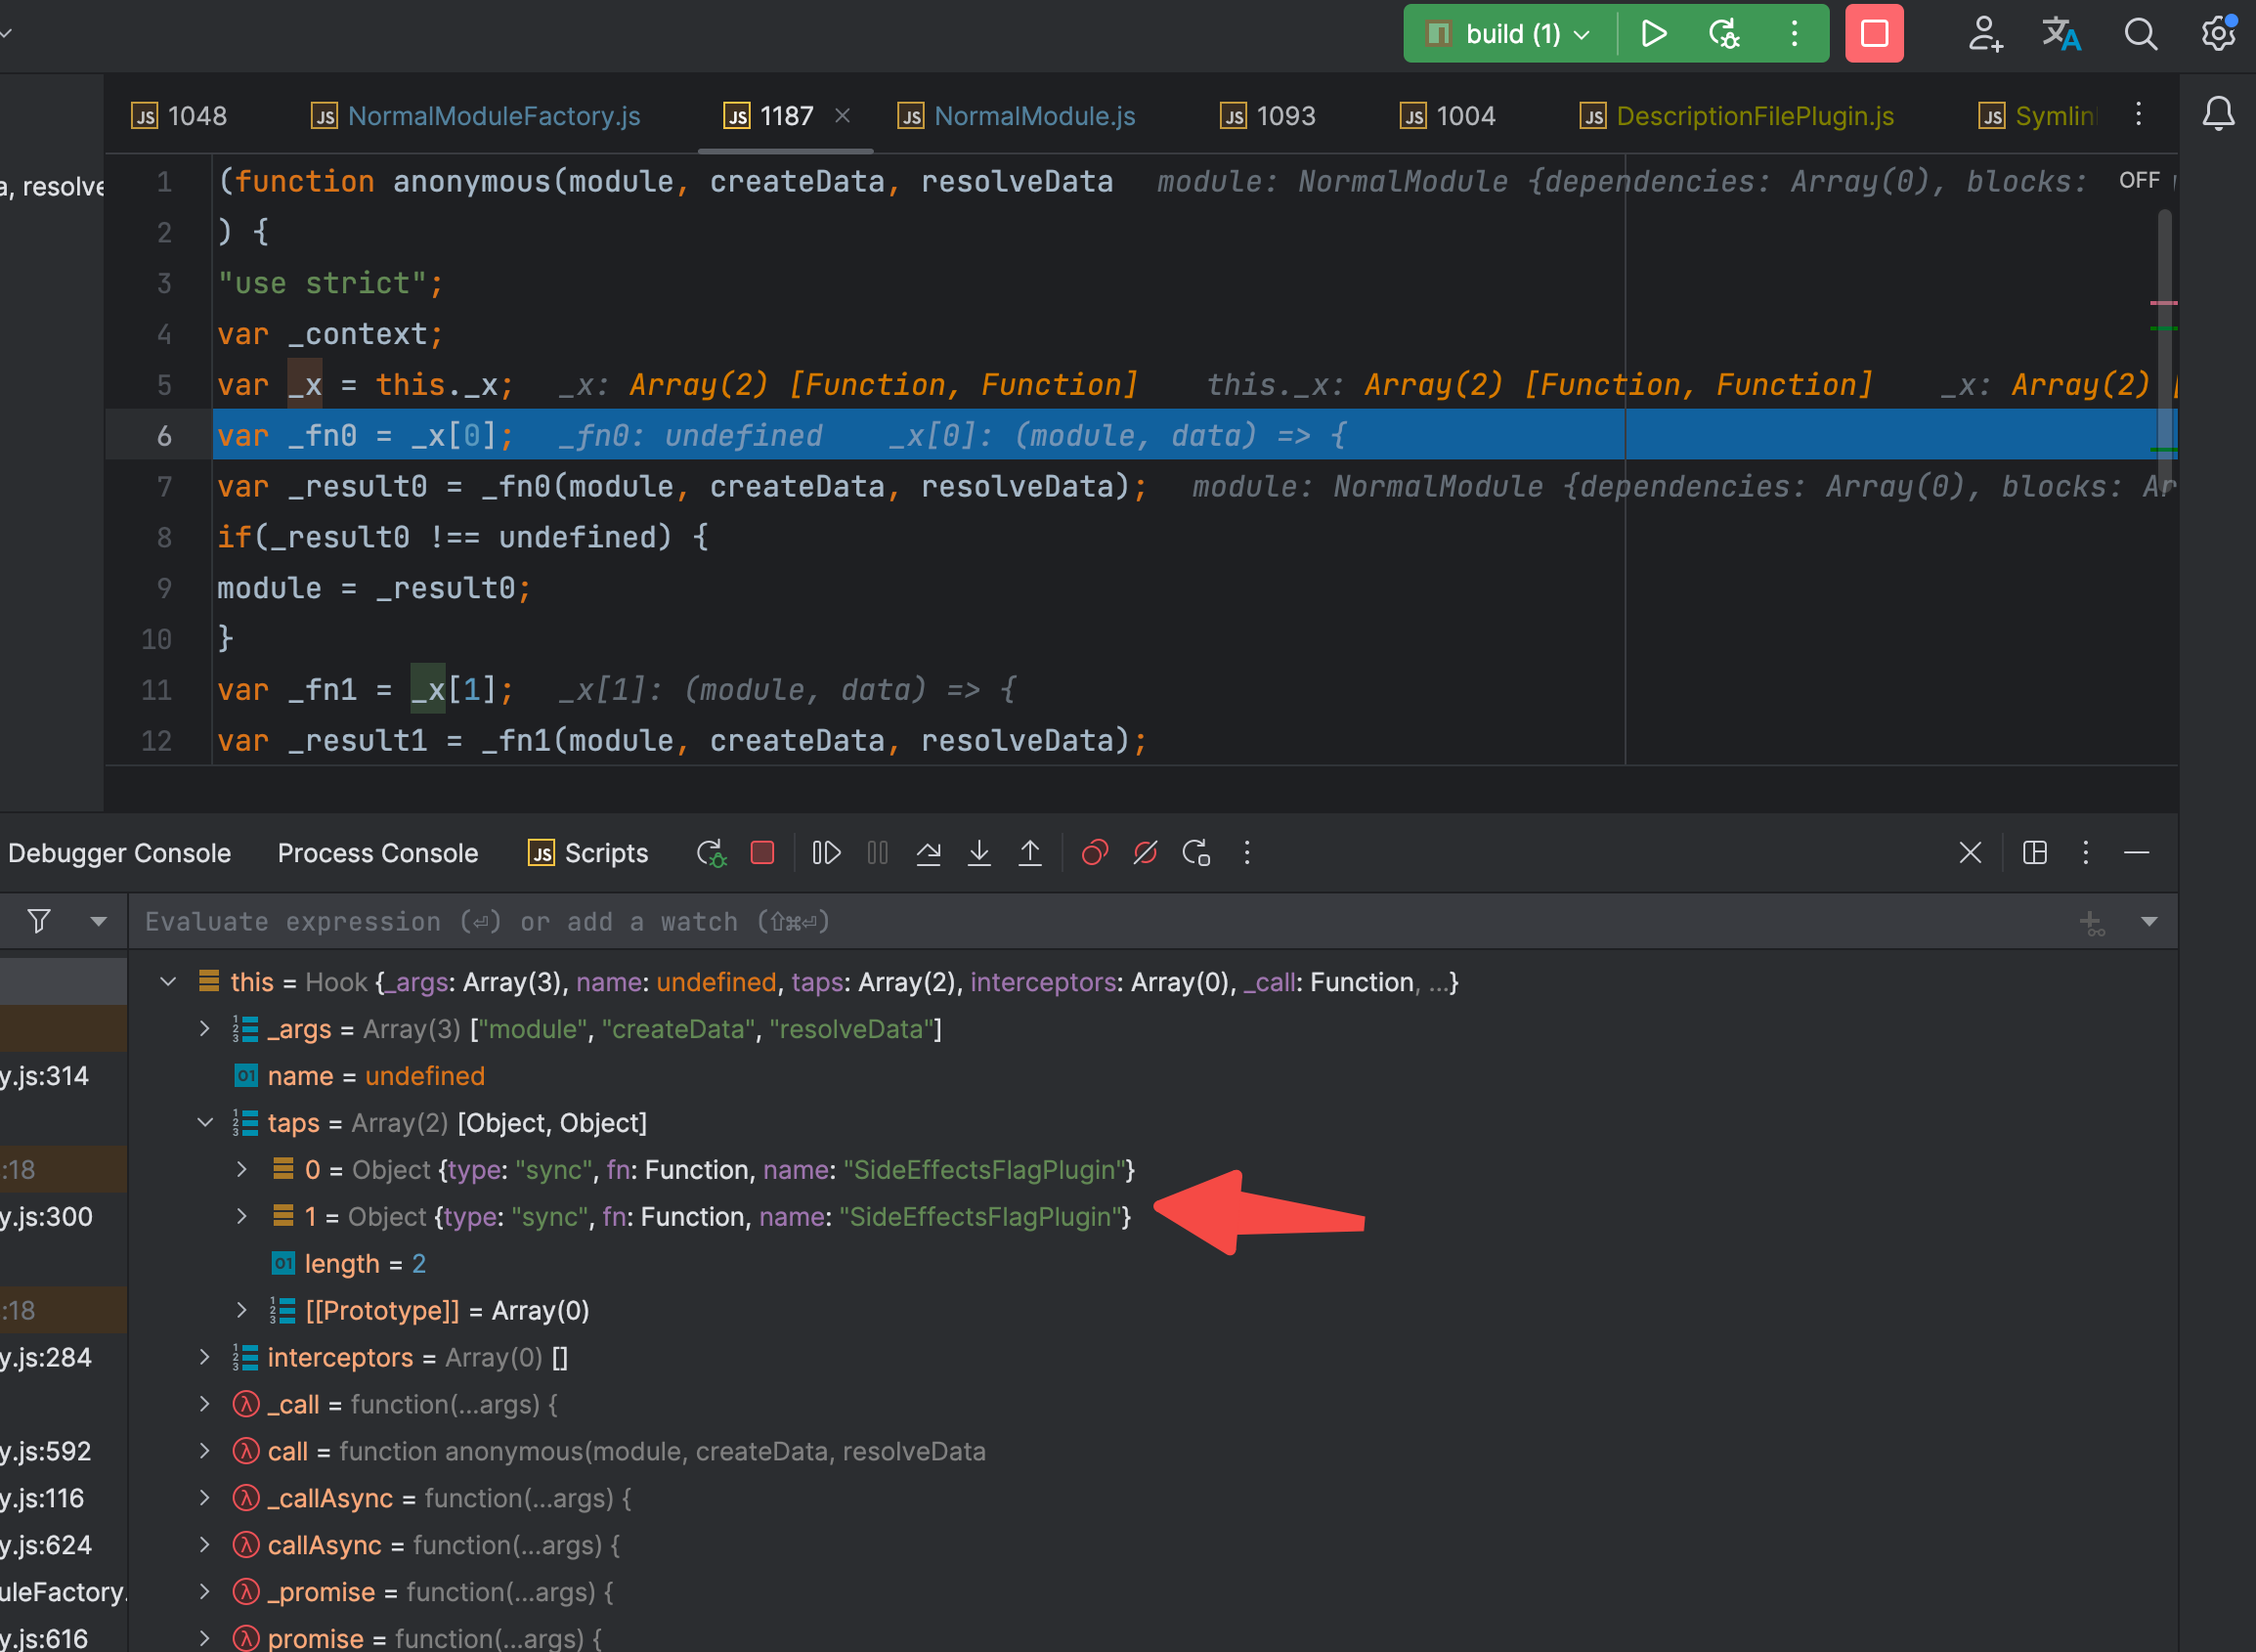 build (1)
1048
NormalModuleFactory.js
1187
NormalModule.js
1093
1004
DescriptionFilePlugin.js
Symlin
a, resolve
1 (function anonymous(module, createData, resolveData module: NormalModule {dependencies: Array(0), blocks: OFF
2 ) {
3 "use strict";
4 var _context;
5 var _x = this._x; _x: Array(2) [Function, Function] this._x: Array(2) [Function, Function] _x: Array(2) [
6 var _fn0 = _x[0]; _fn0: undefined _x[0]: (module, data) => {
7 var _result0 = _fn0(module, createData, resolveData); module: NormalModule {dependencies: Array(0), blocks: Ar
8 if(_result0 !== undefined) {
9 module = _result0;
10 }
11 var _fn1 = _x[1]; _x[1]: (module, data) => {
12 var _result1 = _fn1(module, createData, resolveData);
Debugger Console Process Console JS Scripts
Evaluate expression (⏎) or add a watch (⇧⌘⏎)
this = Hook {_args: Array(3), name: undefined, taps: Array(2), interceptors: Array(0), _call: Function, ...}
_args = Array(3) ["module", "createData", "resolveData"]
y.js:314 name = undefined
taps = Array(2) [Object, Object]
:18 0 = Object {type: "sync", fn: Function, name: "SideEffectsFlagPlugin"}
y.js:300 1 = Object {type: "sync", fn: Function, name: "SideEffectsFlagPlugin"}
length = 2
:18 [[Prototype]] = Array(0)
y.js:284 interceptors = Array(0) []
_call = function(...args) {
y.js:592 call = function anonymous(module, createData, resolveData
y.js:116 _callAsync = function(...args) {
y.js:624 callAsync = function(...args) {
uleFactory. _promise = function(...args) {
y.js:616 promise = function(...args) {